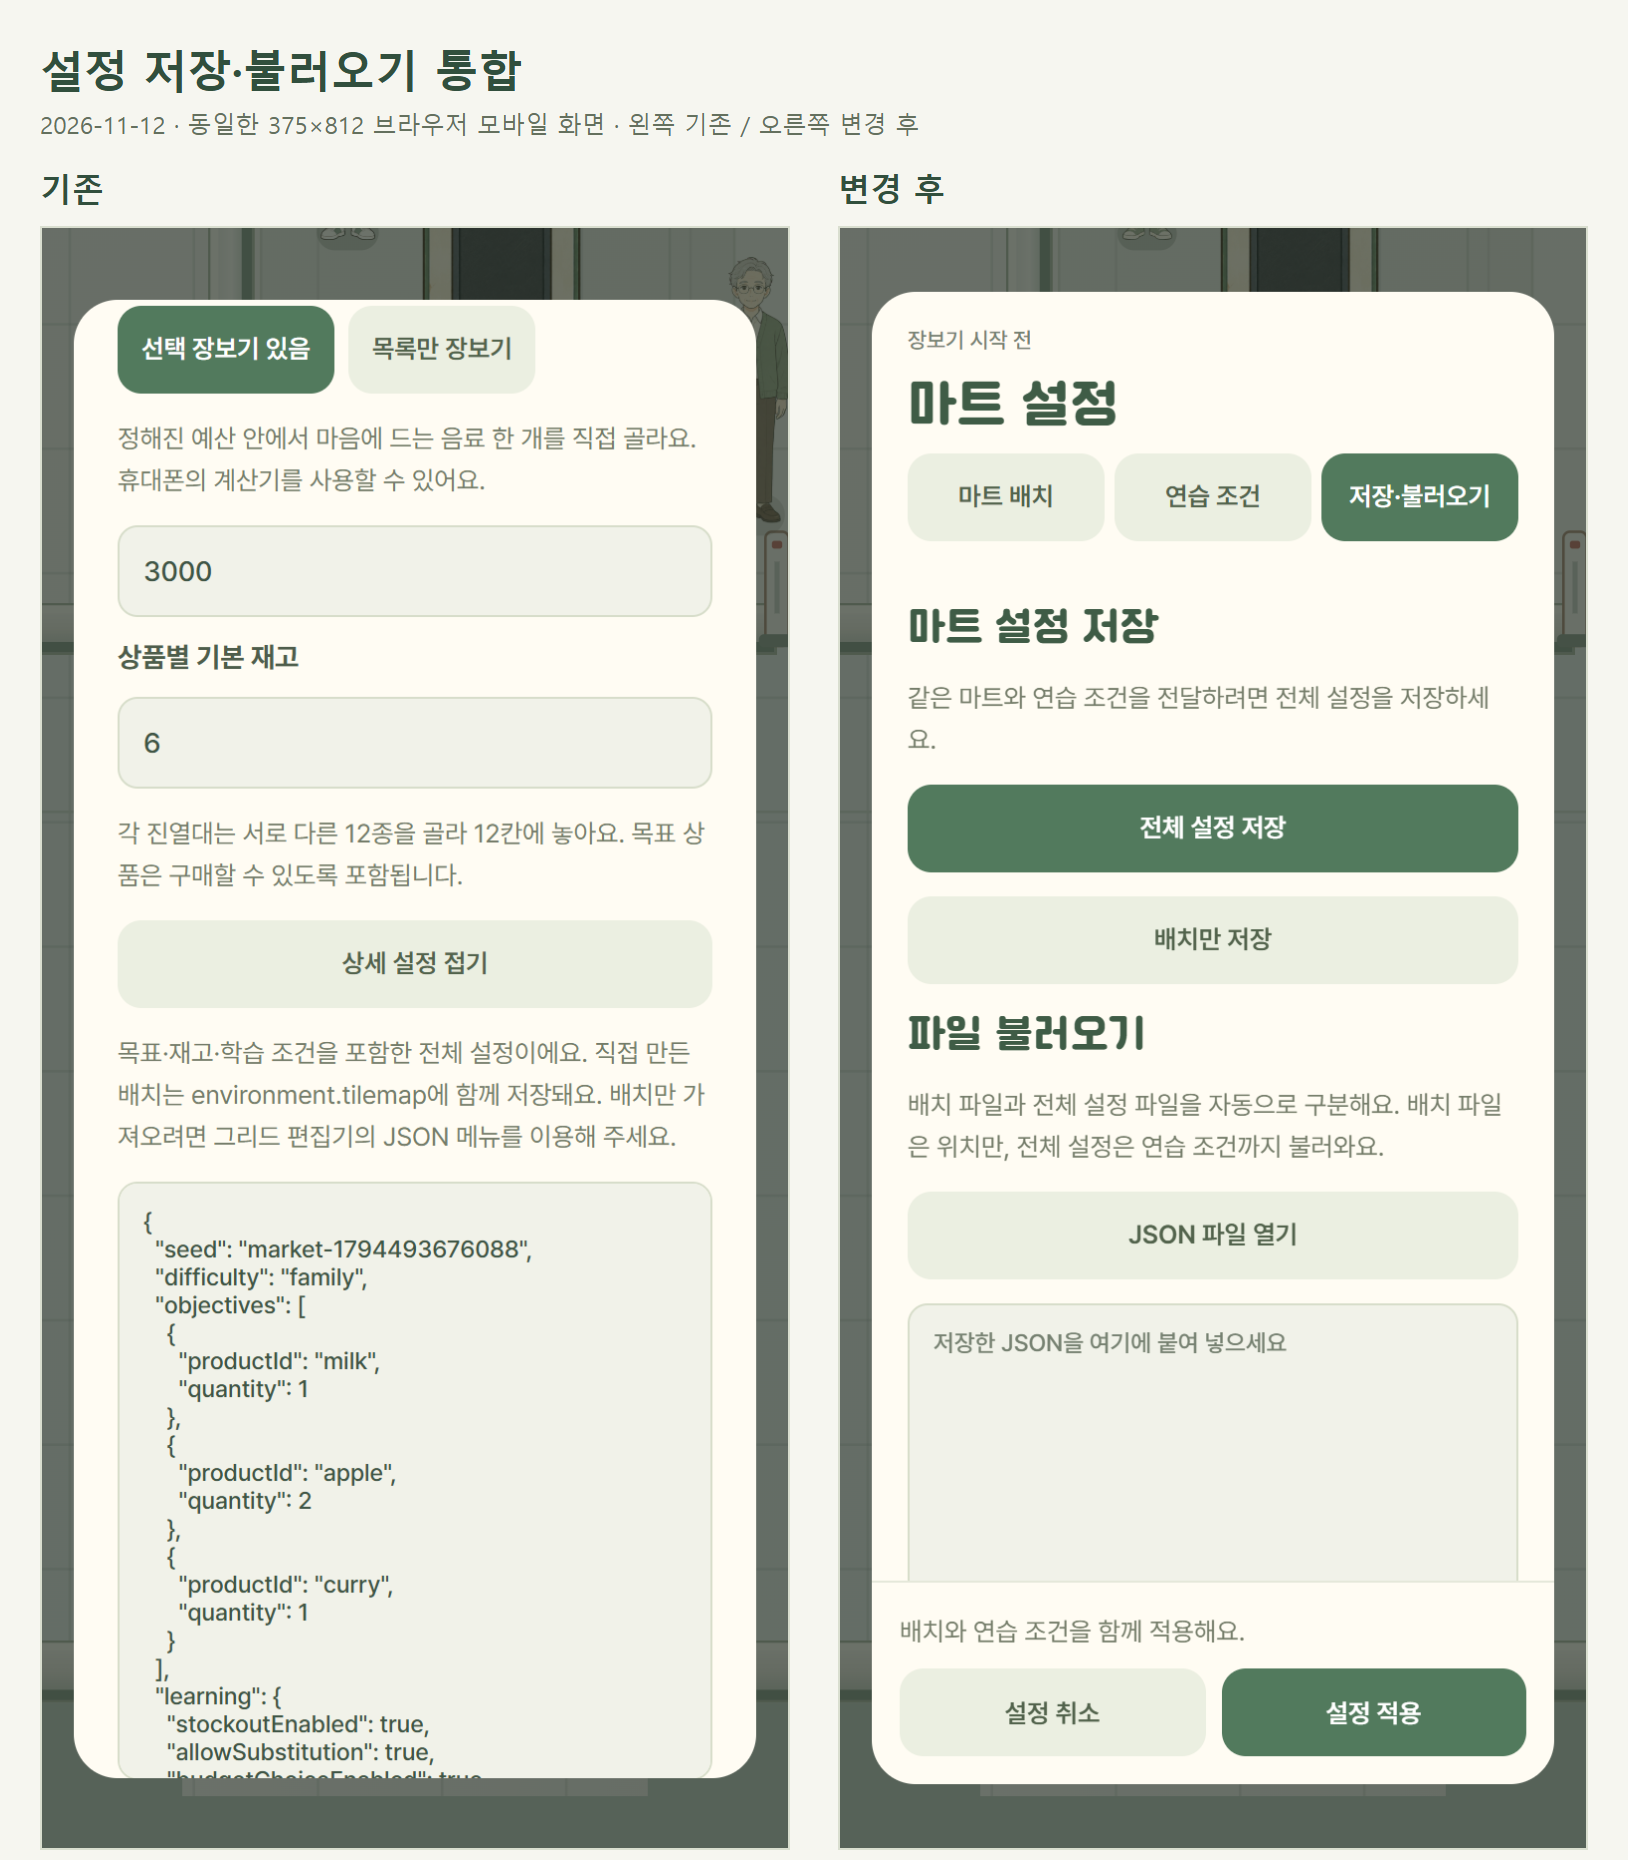 설정 저장·불러오기 통합
2026-11-12 · 동일한 375×812 브라우저 모바일 화면 · 왼쪽 기존 / 오른쪽 변경 후
기존
선택 장보기 있음
목록만 장보기
정해진 예산 안에서 마음에 드는 음료 한 개를 직접 골라요.
휴대폰의 계산기를 사용할 수 있어요.
3000
상품별 기본 재고
6
각 진열대는 서로 다른 12종을 골라 12칸에 놓아요. 목표 상
품은 구매할 수 있도록 포함됩니다.
상세 설정 접기
목표·재고·학습 조건을 포함한 전체 설정이에요. 직접 만든
배치는 environment.tilemap에 함께 저장돼요. 배치만 가
져오려면 그리드 편집기의 JSON 메뉴를 이용해 주세요.
{
"seed": "market-1794493676088",
"difficulty": "family",
"objectives": [
{
"productId": "milk",
"quantity": 1
},
{
"productId": "apple",
"quantity": 2
},
{
"productId": "curry",
"quantity": 1
}
],
"learning": {
"stockoutEnabled": true,
"allowSubstitution": true,
"budgetChoiceEnabled": true
변경 후
장보기 시작 전
마트 설정
마트 배치
연습 조건
저장·불러오기
마트 설정 저장
같은 마트와 연습 조건을 전달하려면 전체 설정을 저장하세
요.
전체 설정 저장
배치만 저장
파일 불러오기
배치 파일과 전체 설정 파일을 자동으로 구분해요. 배치 파일
은 위치만, 전체 설정은 연습 조건까지 불러와요.
JSON 파일 열기
저장한 JSON을 여기에 붙여 넣으세요
배치와 연습 조건을 함께 적용해요.
설정 취소
설정 적용